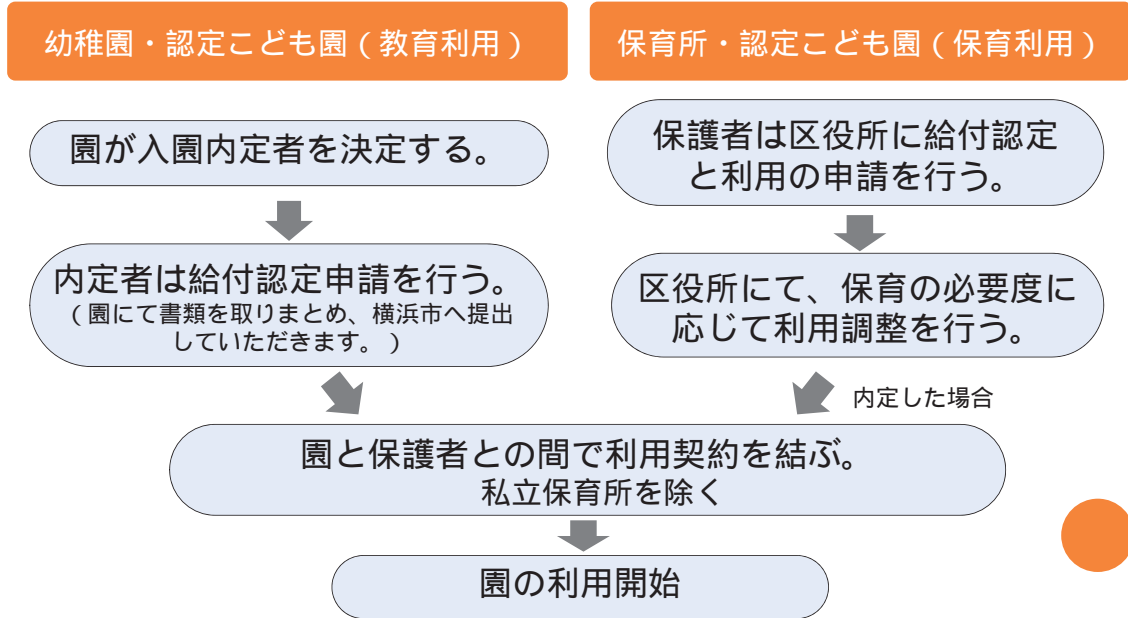 幼稚園・認定こども園（教育利用）
園が入園内定者を決定する。
内定者は給付認定申請を行う。
（園にて書類を取りまとめ、横浜市へ提出
していただきます。）
保育所・認定こども園（保育利用）
保護者は区役所に給付認定
と利用の申請を行う。
区役所にて、保育の必要度に
応じて利用調整を行う。
内定した場合
園と保護者との間で利用契約を結ぶ。
私立保育所を除く
園の利用開始